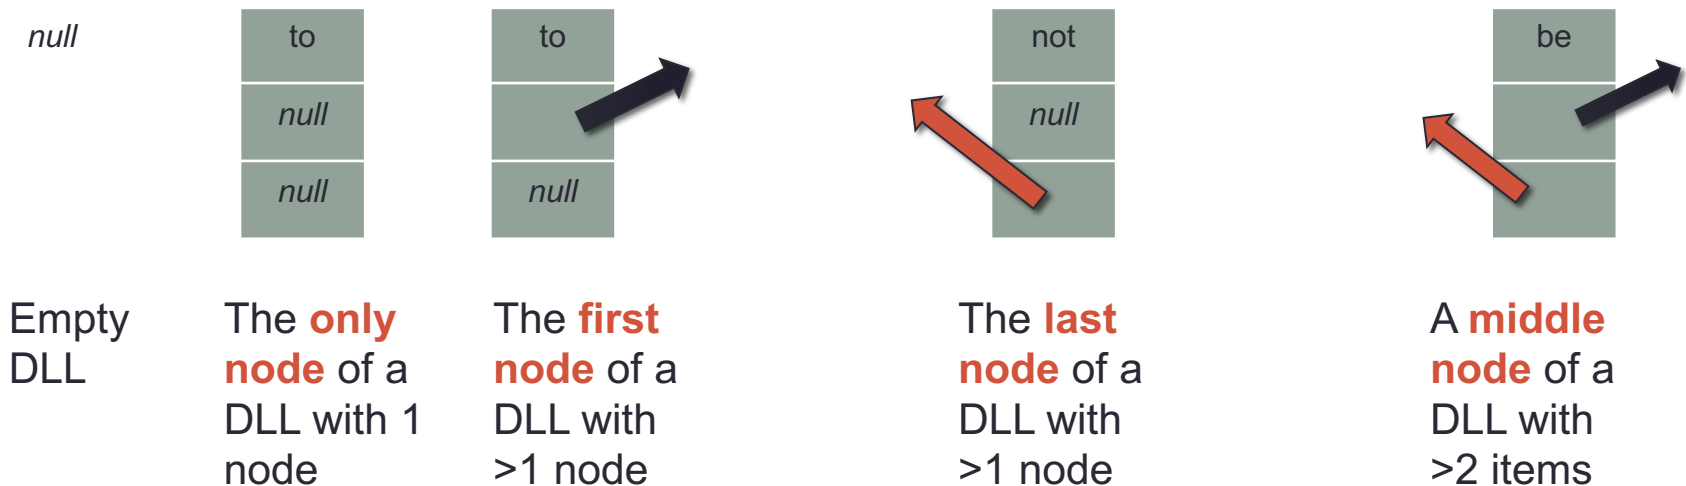 null
to
null
null
to
null
not
null
be
Empty
DLL
The only
node of a
DLL with 1
node
The first
node of a
DLL with
>1 node
The last
node of a
DLL with
>1 node
A middle
node of a
DLL with
>2 items